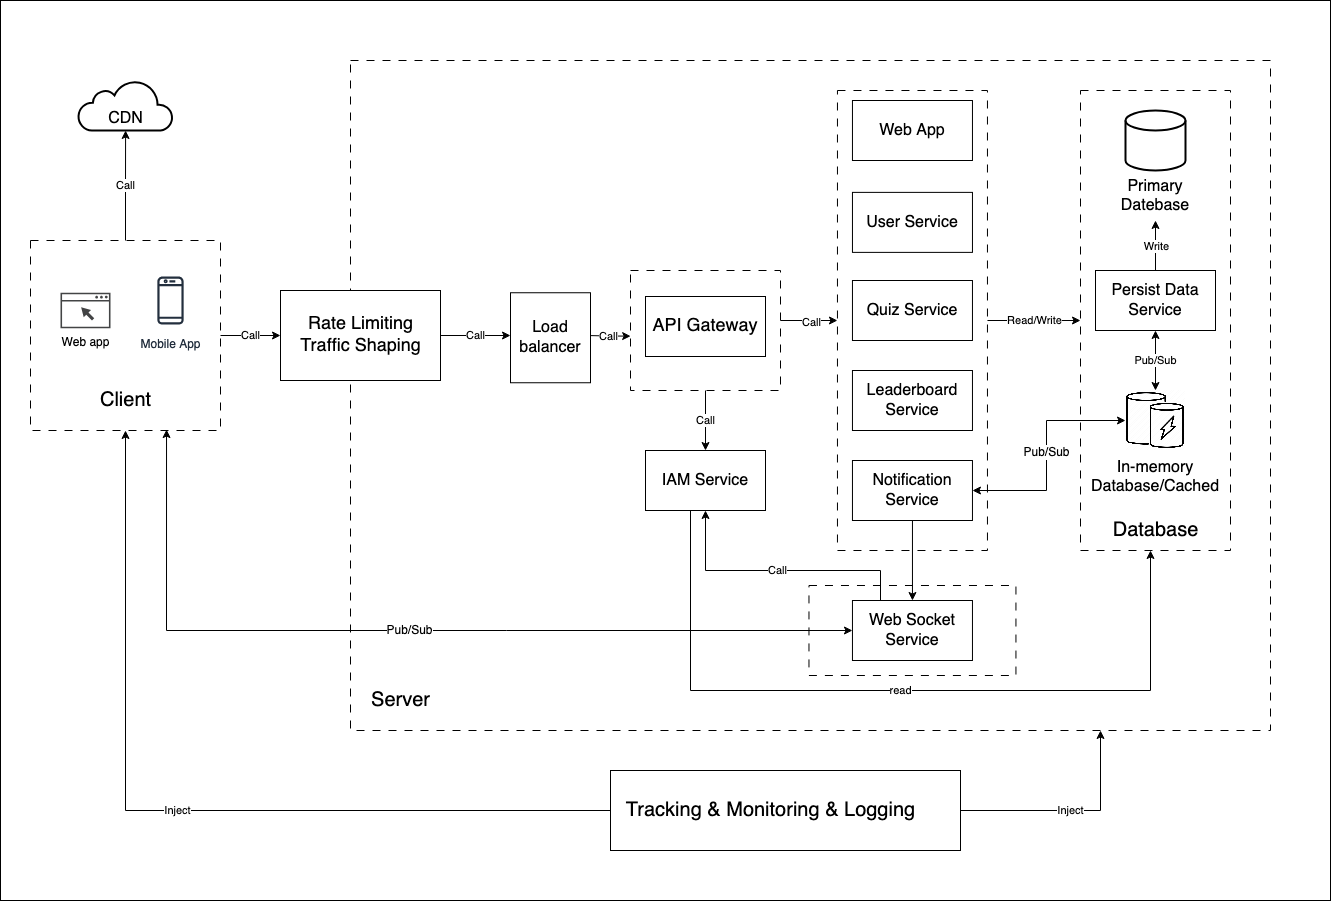 CDN
Call
Web app
Mobile App
Client
Call
Rate Limiting
Traffic Shaping
Call
Load
balancer
Call
API Gateway
Call
Call
IAM Service
Web App
User Service
Quiz Service
Leaderboard
Service
Notification
Service
Read/Write
Primary
Datebase
Write
Persist Data
Service
Pub/Sub
Pub/Sub
In-memory
Database/Cached
Database
Call
Web Socket
Service
Pub/Sub
read
Server
Tracking & Monitoring & Logging
Inject
Inject